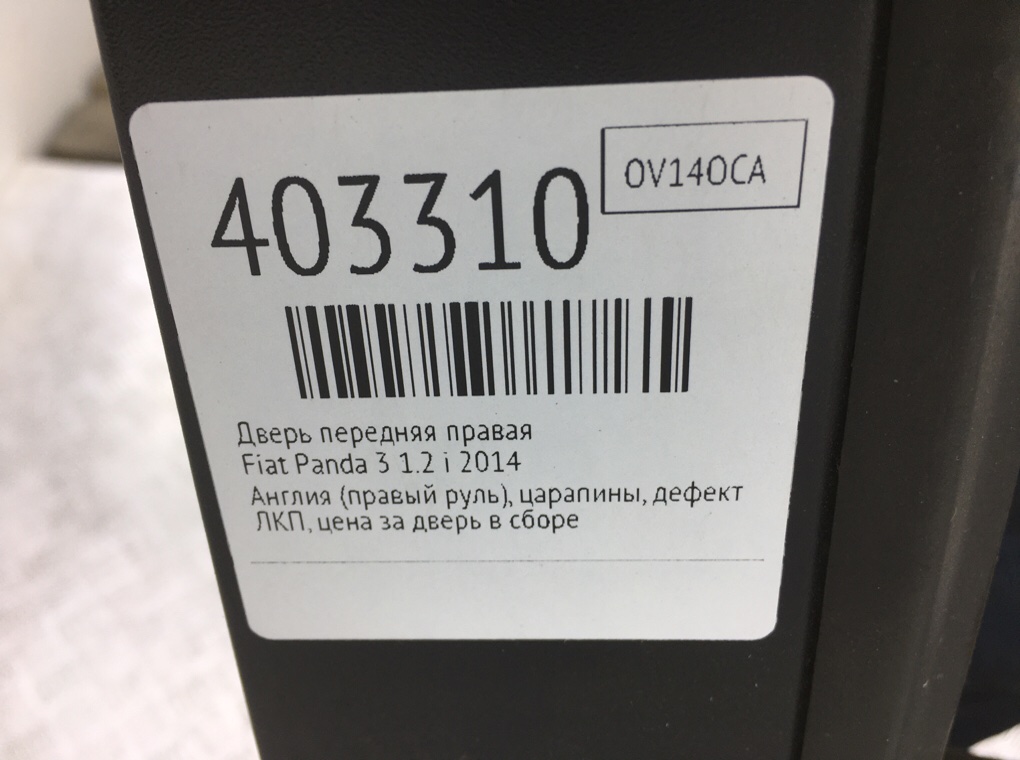 403310
OV14OCA
Дверь передняя правая
Fiat Panda 3 1.2 i 2014
Англия (правый руль), царапины, дефект
ЛКП, цена за дверь в сборе